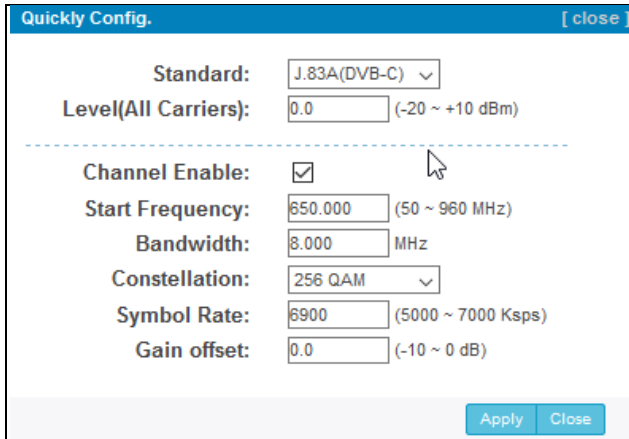 Quickly Config. [ close ]
Standard: J.83A(DVB-C)
Level(All Carriers): 0.0 (-20 ~ +10 dBm)
Channel Enable:
Start Frequency: 650.000 (50 ~ 960 MHz)
Bandwidth: 8.000 MHz
Constellation: 256 QAM
Symbol Rate: 6900 (5000 ~ 7000 Ksps)
Gain offset: 0.0 (-10 ~ 0 dB)
Apply Close